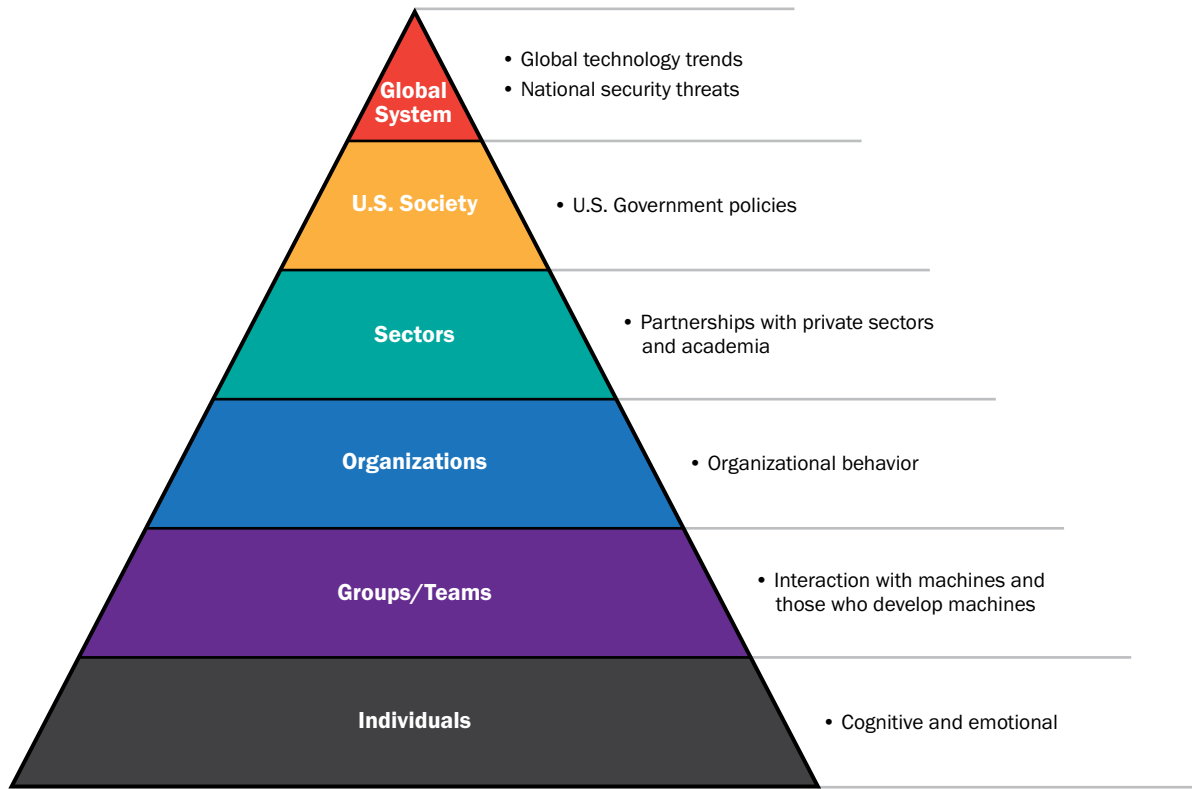 Global
System
• Global technology trends
• National security threats
U.S. Society
• U.S. Government policies
Sectors
• Partnerships with private sectors
and academia
Organizations
• Organizational behavior
Groups/Teams
• Interaction with machines and
those who develop machines
Individuals
• Cognitive and emotional